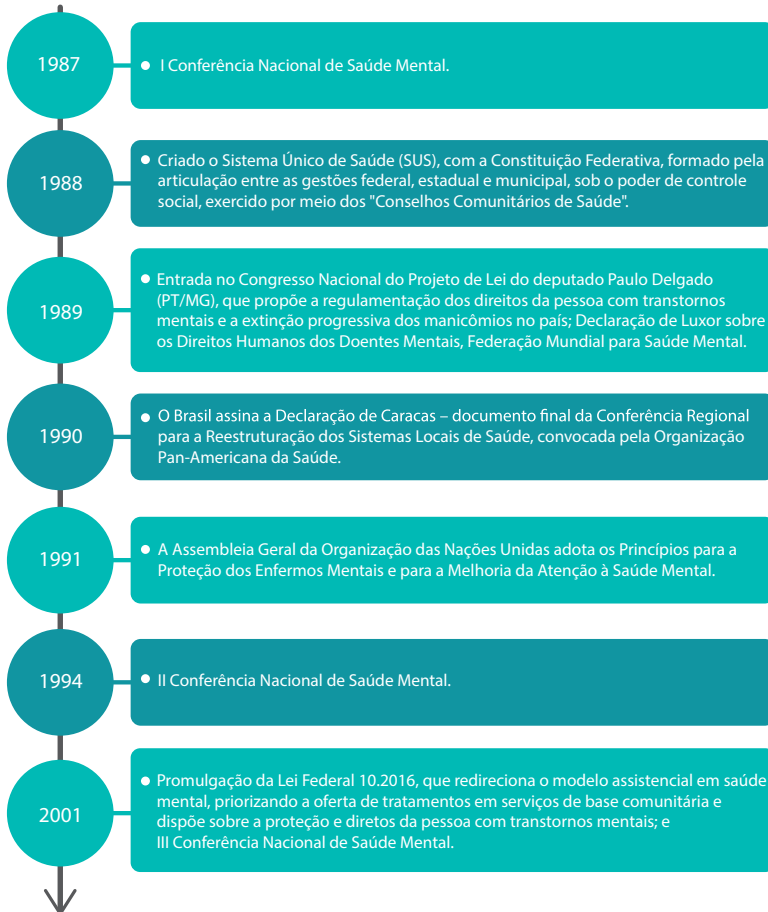 1987
I Conferência Nacional de Saúde Mental.
1988
Criado o Sistema Único de Saúde (SUS), com a Constituição Federativa, formado pela
articulação entre as gestões federal, estadual e municipal, sob o poder de controle
social, exercido por meio dos "Conselhos Comunitários de Saúde".
1989
Entrada no Congresso Nacional do Projeto de Lei do deputado Paulo Delgado
(PT/MG), que propõe a regulamentação dos direitos da pessoa com transtornos
mentais e a extinção progressiva dos manicômios no país; Declaração de Luxor sobre
os Direitos Humanos dos Doentes Mentais, Federação Mundial para Saúde Mental.
1990
O Brasil assina a Declaração de Caracas – documento final da Conferência Regional
para a Reestruturação dos Sistemas Locais de Saúde, convocada pela Organização
Pan-Americana da Saúde.
1991
A Assembleia Geral da Organização das Nações Unidas adota os Princípios para a
Proteção dos Enfermos Mentais e para a Melhoria da Atenção à Saúde Mental.
1994
II Conferência Nacional de Saúde Mental.
2001
Promulgação da Lei Federal 10.2016, que redireciona o modelo assistencial em saúde
mental, priorizando a oferta de tratamentos em serviços de base comunitária e
dispõe sobre a proteção e diretos da pessoa com transtornos mentais; e
III Conferência Nacional de Saúde Mental.